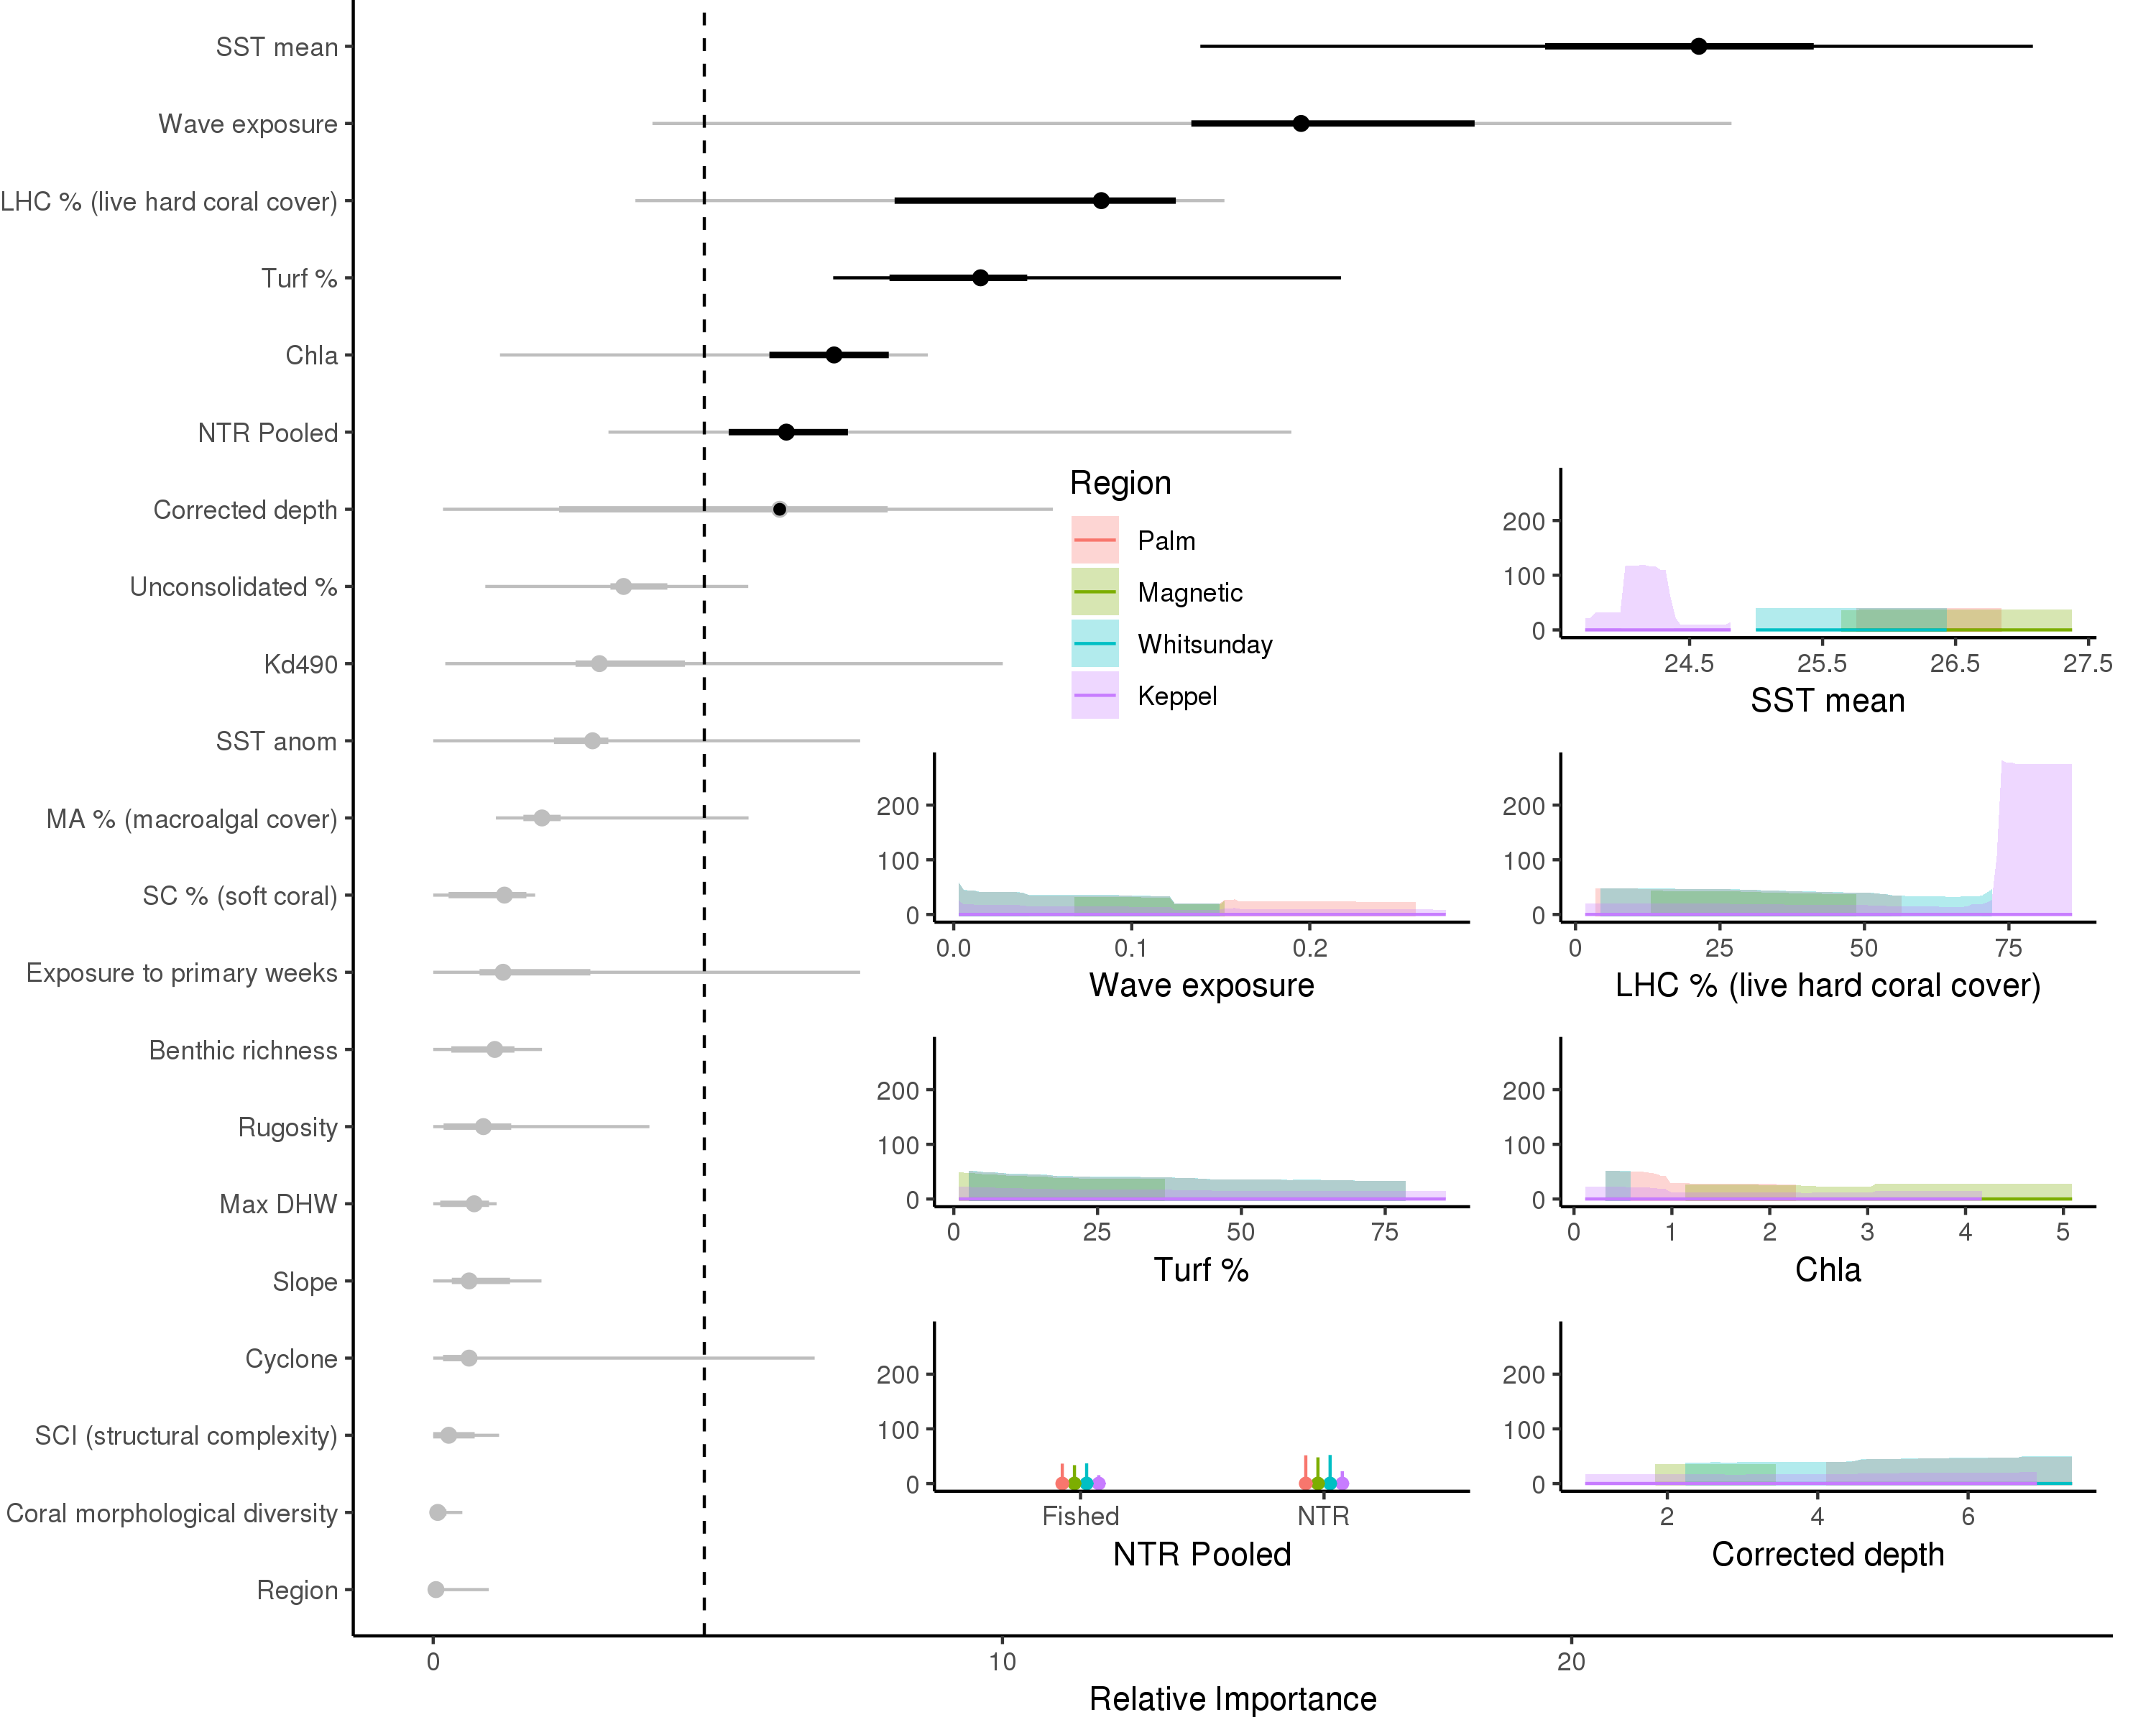 SST mean
Wave exposure
LHC % (live hard coral cover)
Turf %
Chla
NTR Pooled
Corrected depth
Unconsolidated %
Kd490
SST anom
MA % (macroalgal cover)
SC % (soft coral)
Exposure to primary weeks
Benthic richness
Rugosity
Max DHW
Slope
Cyclone
SCI (structural complexity)
Coral morphological diversity
Region
0 10 20
Relative Importance
Region
Palm
Magnetic
Whitsunday
Keppel
200
100
0
24.5 25.5 26.5 27.5
SST mean
200
100
0
0.0 0.1 0.2
Wave exposure
200
100
0
0 25 50 75
LHC % (live hard coral cover)
200
100
0
0 25 50 75
Turf %
200
100
0
0 1 2 3 4 5
Chla
200
100
0
Fished NTR
NTR Pooled
200
100
0
2 4 6
Corrected depth